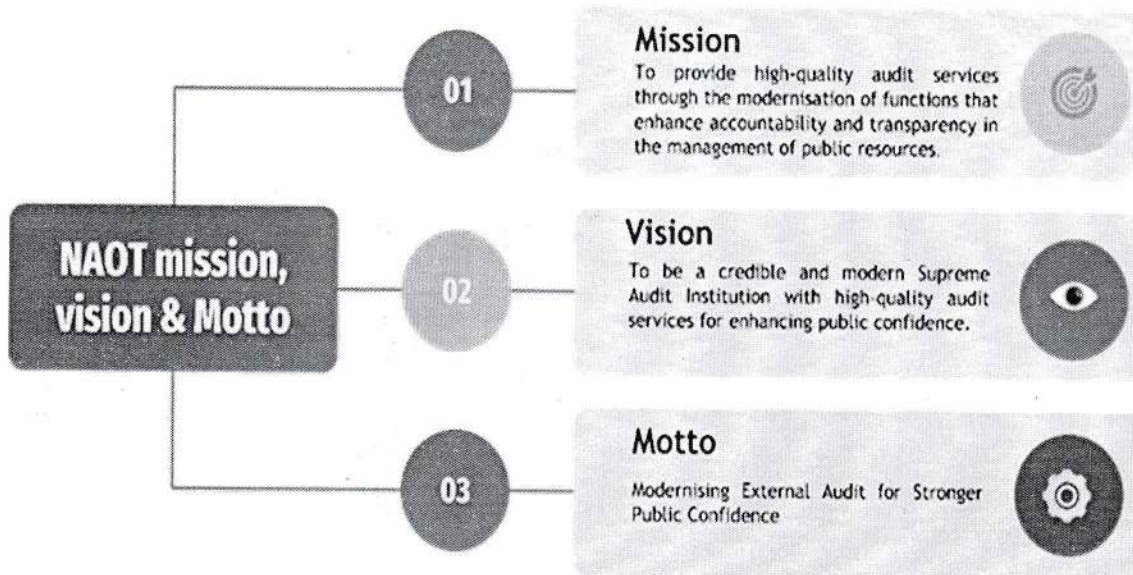 NAOT mission,
vision & Motto
01
Mission
To provide high-quality audit services
through the modernisation of functions that
enhance accountability and transparency in
the management of public resources.
02
Vision
To be a credible and modern Supreme
Audit Institution with high-quality audit
services for enhancing public confidence.
03
Motto
Modernising External Audit for Stronger
Public Confidence